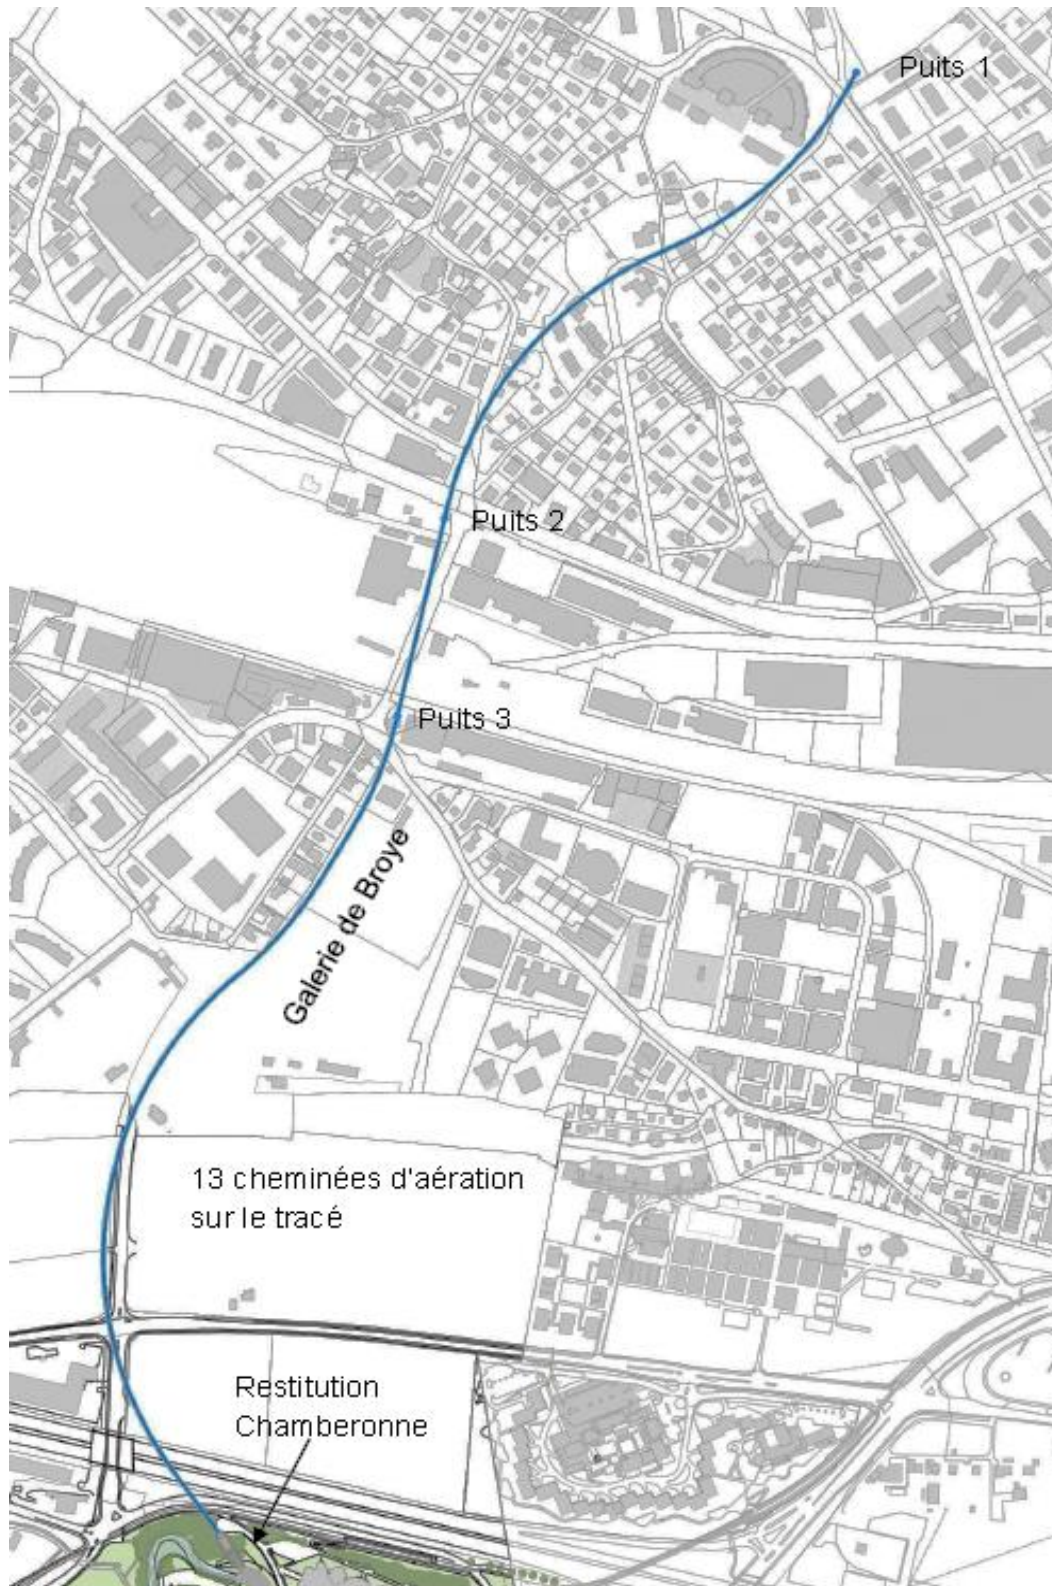 Puits 1
Puits 2
Puits 3
Galerie de Broye
13 cheminées d'aération
sur le tracé
Restitution
Chamberonne